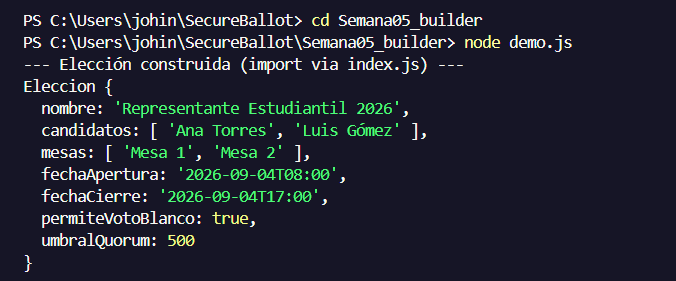 PS C:\Users\johin\SecureBallot> cd Semana05_builder
PS C:\Users\johin\SecureBallot\Semana05_builder> node demo.js
--- Elección construida (import via index.js) ---
Eleccion {
  nombre: 'Representante Estudiantil 2026',
  candidatos: [ 'Ana Torres', 'Luis Gómez' ],
  mesas: [ 'Mesa 1', 'Mesa 2' ],
  fechaApertura: '2026-09-04T08:00',
  fechaCierre: '2026-09-04T17:00',
  permiteVotoBlanco: true,
  umbralQuorum: 500
}